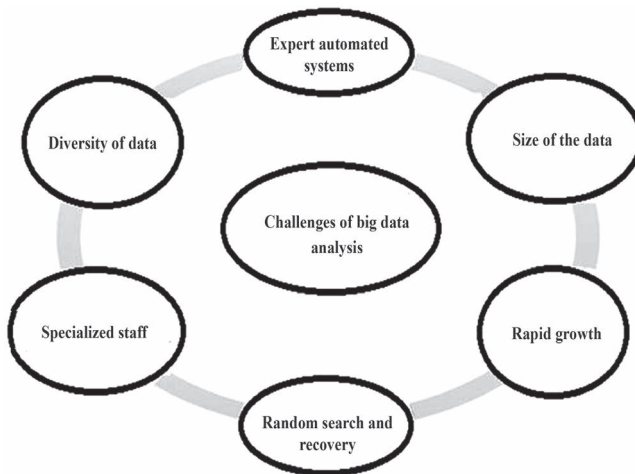 Expert automated
systems
Diversity of data
Size of the data
Challenges of big data
analysis
Specialized staff
Rapid growth
Random search and
recovery